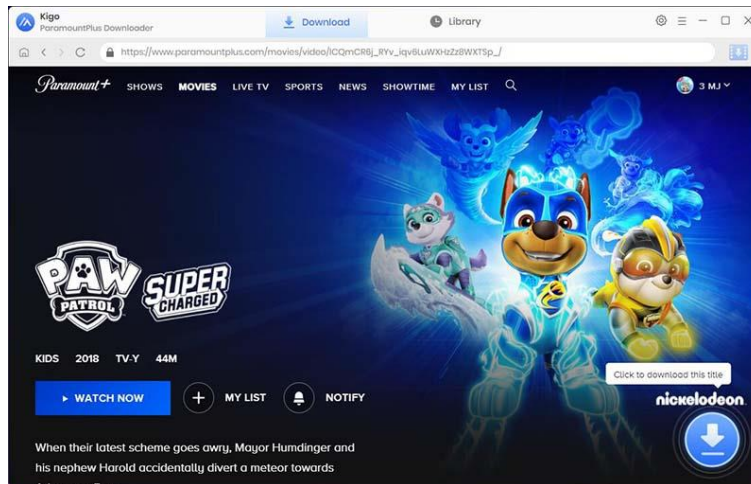 Kigo
ParamountPlus Downloader
Download
Library
https://www.paramountplus.com/movies/video/ICQmCR6j_RYv_iqv6LuWXHzZz8WXTSp_/
Paramount+ SHOWS MOVIES LIVE TV SPORTS NEWS SHOWTIME MY LIST
3 MJ
PAW
PATROL
SUPER
CHARGED
KIDS 2018 TV-Y 44M
WATCH NOW
MY LIST
NOTIFY
Click to download this title
nickelodeon
When their latest scheme goes awry, Mayor Humdinger and
his nephew Harold accidentally divert a meteor towards